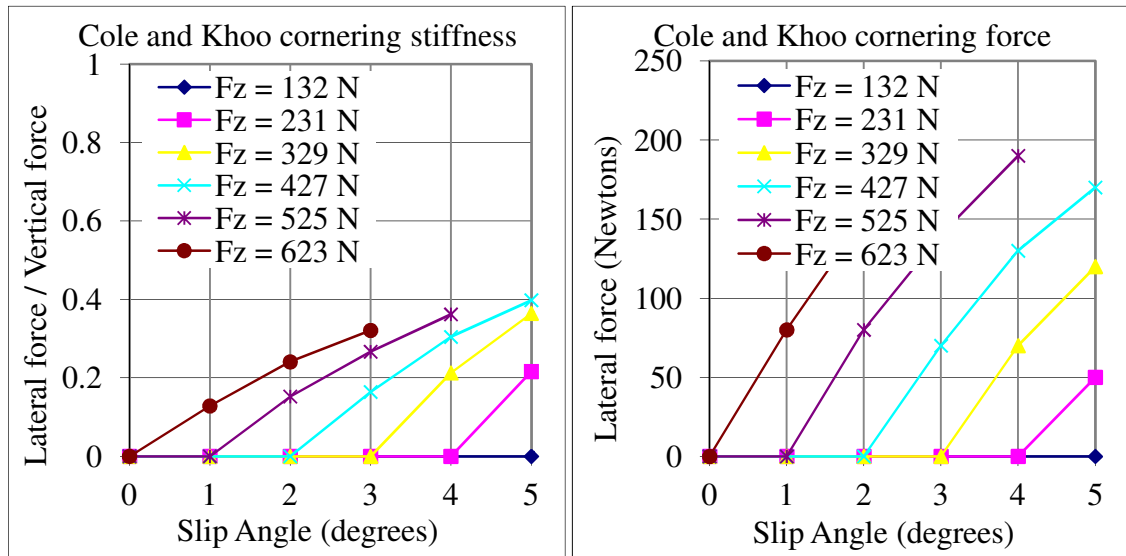 Cole and Khoo cornering stiffness
Lateral force / Vertical force
1
0.8
0.6
0.4
0.2
0
Fz = 132 N
Fz = 231 N
Fz = 329 N
Fz = 427 N
Fz = 525 N
Fz = 623 N
0 1 2 3 4 5
Slip Angle (degrees)
Cole and Khoo cornering force
Lateral force (Newtons)
250
200
150
100
50
0
Fz = 132 N
Fz = 231 N
Fz = 329 N
Fz = 427 N
Fz = 525 N
Fz = 623 N
0 1 2 3 4 5
Slip Angle (degrees)